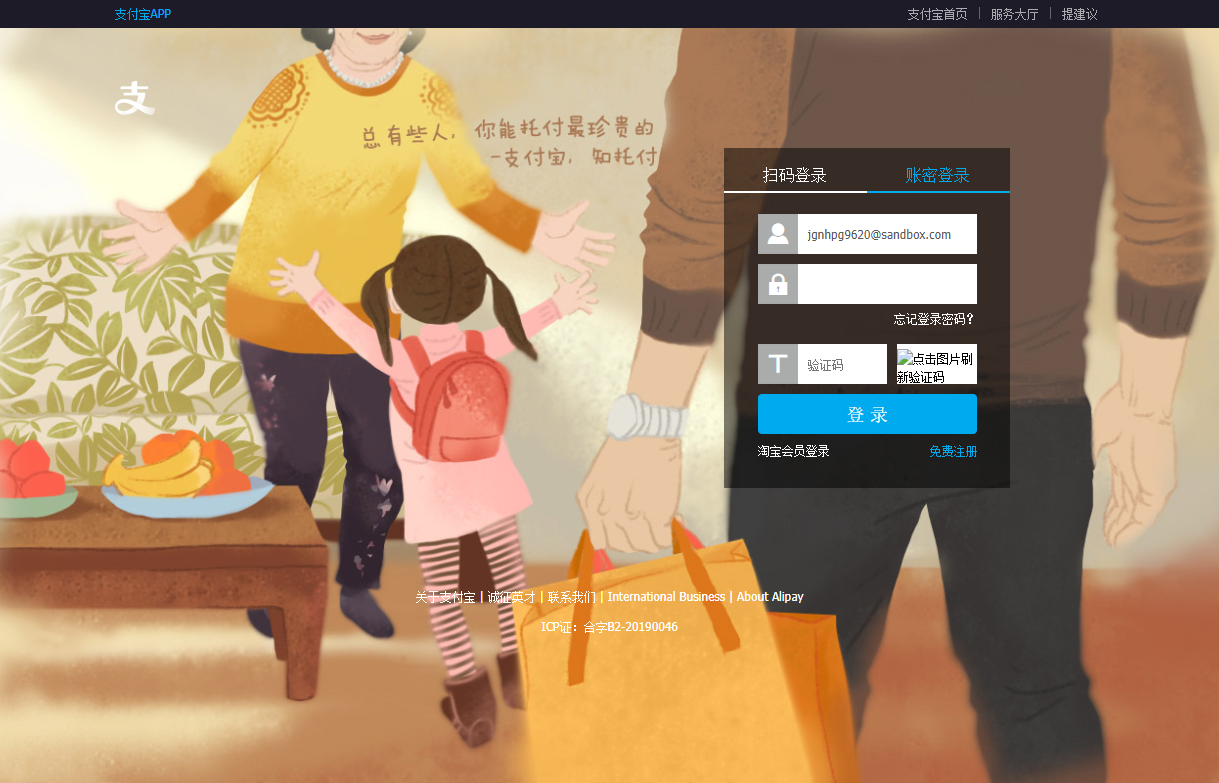 支付宝APP
支付宝首页 | 服务大厅 | 提建议
支
总有些人，你能托付最珍贵的
-支付宝，知托付
扫码登录 账密登录
jgnhpg9620@sandbox.com
忘记登录密码?
验证码 点击图片刷
新验证码
登 录
淘宝会员登录 免费注册
关于支付宝 | 诚征英才 | 联系我们 | International Business | About Alipay
ICP证：合字B2-20190046